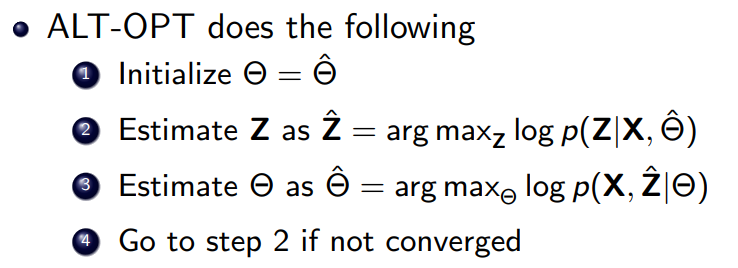 ALT-OPT does the following
1 Initialize Θ = Θ̂
2 Estimate Z as Ẑ = arg max_Z log p(Z|X, Θ̂)
3 Estimate Θ as Θ̂ = arg max_Θ log p(X, Ẑ|Θ)
4 Go to step 2 if not converged